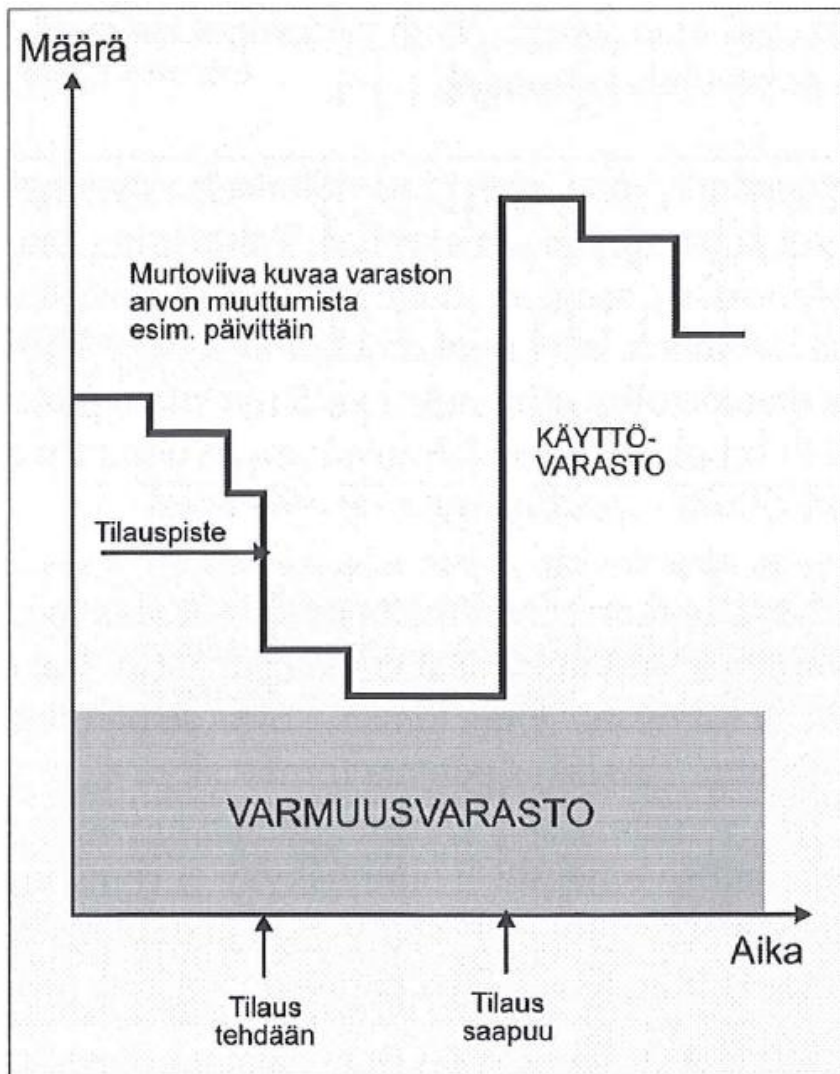 Määrä
Murtoviiva kuvaa varaston
arvon muuttumista
esim. päivittäin
KÄYTTÖ-
VARASTO
Tilauspiste
VARMUUSVARASTO
Aika
Tilaus
tehdään
Tilaus
saapuu